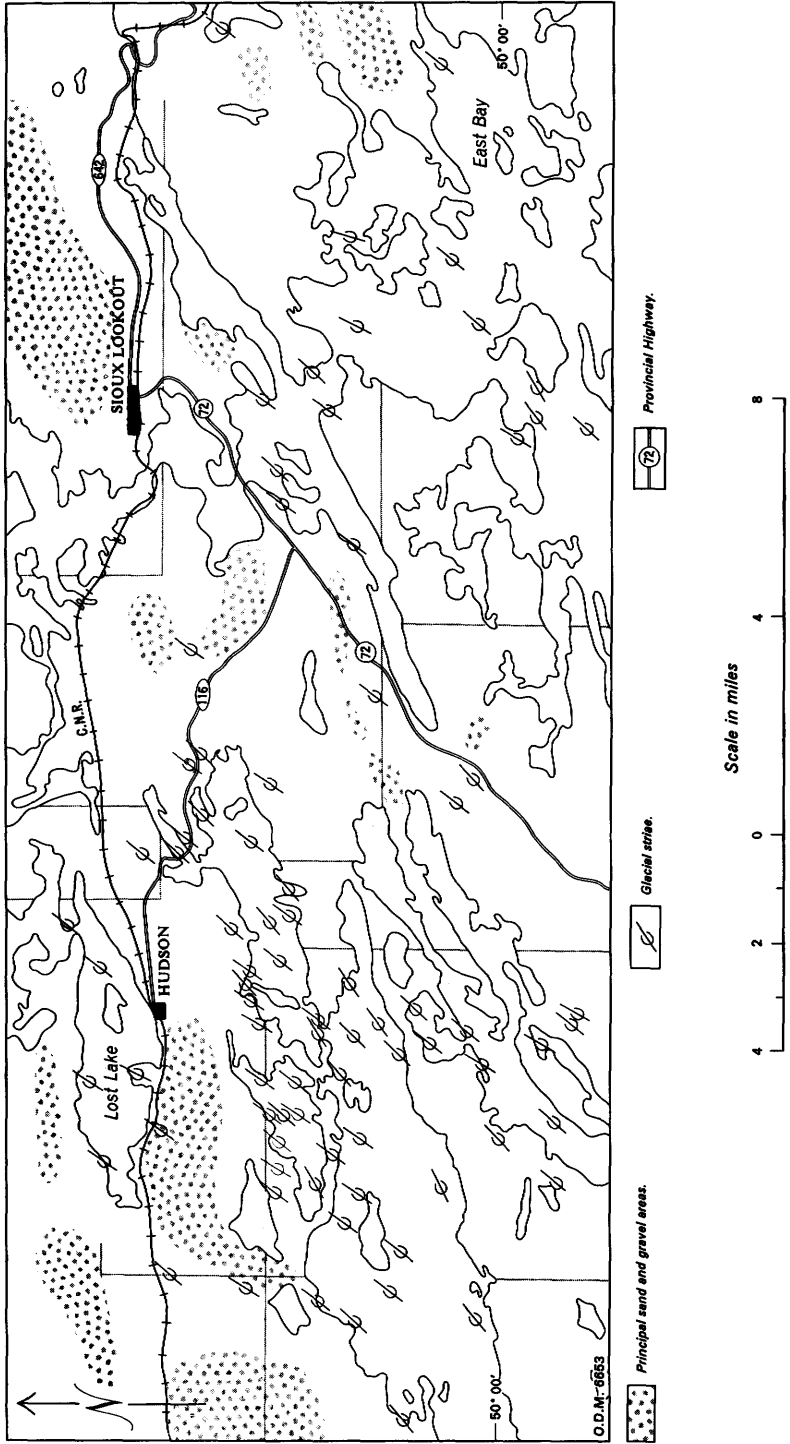 642
SIOUX LOOKOUT
72
C.N.R.
116
HUDSON
Lost Lake
72
East Bay
50° 00'
50° 00'
O.D.M. 6653
Principal sand and gravel areas.
Glacial striae.
72
Provincial Highway.
Scale in miles
4 2 0 4 8